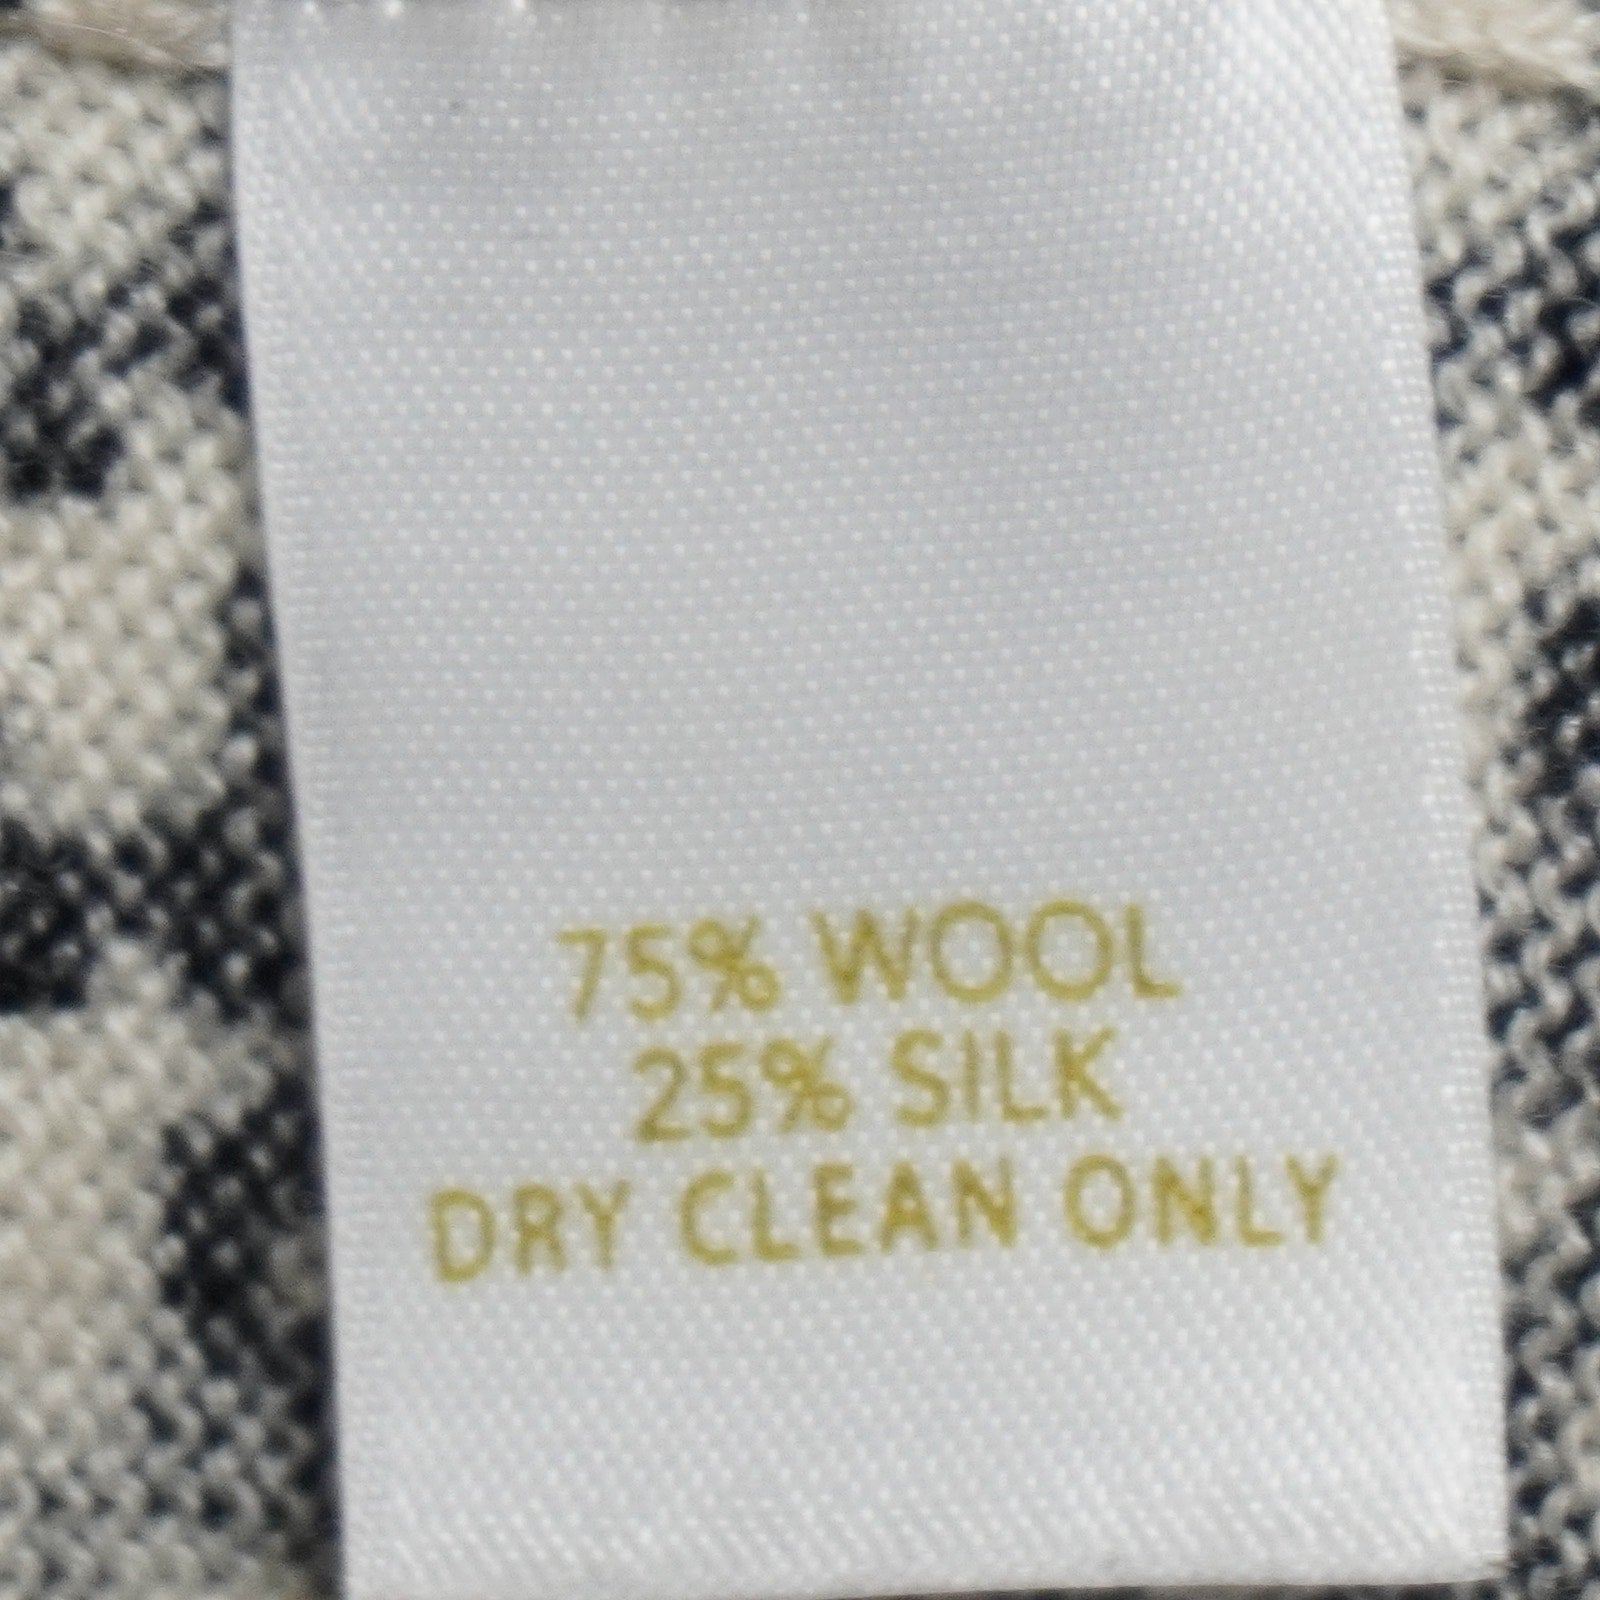 75% WOOL
25% SILK
DRY CLEAN ONLY